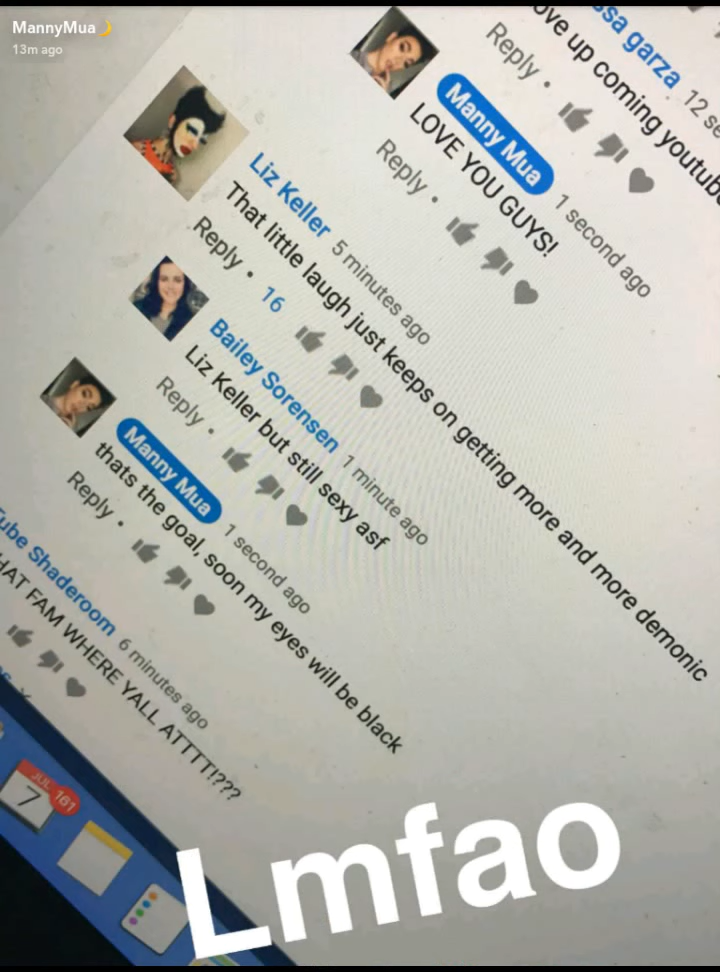 MannyMua🌙
13m ago
garza 12
ove up coming
Reply •
Manny Mua 1 second ago
LOVE YOU GUYS!
Reply •
Liz Keller 5 minutes ago
That little laugh just keeps on getting more and more demonic
Reply • 16
Bailey Sorensen 1 minute ago
Liz Keller but still sexy asf
Reply •
Manny Mua 1 second ago
thats the goal, soon my eyes will be black
Reply •
Shaderoom 6 minutes ago
HAT FAM WHERE YALL ATTTT!???
JUL 161
7
Lmfao